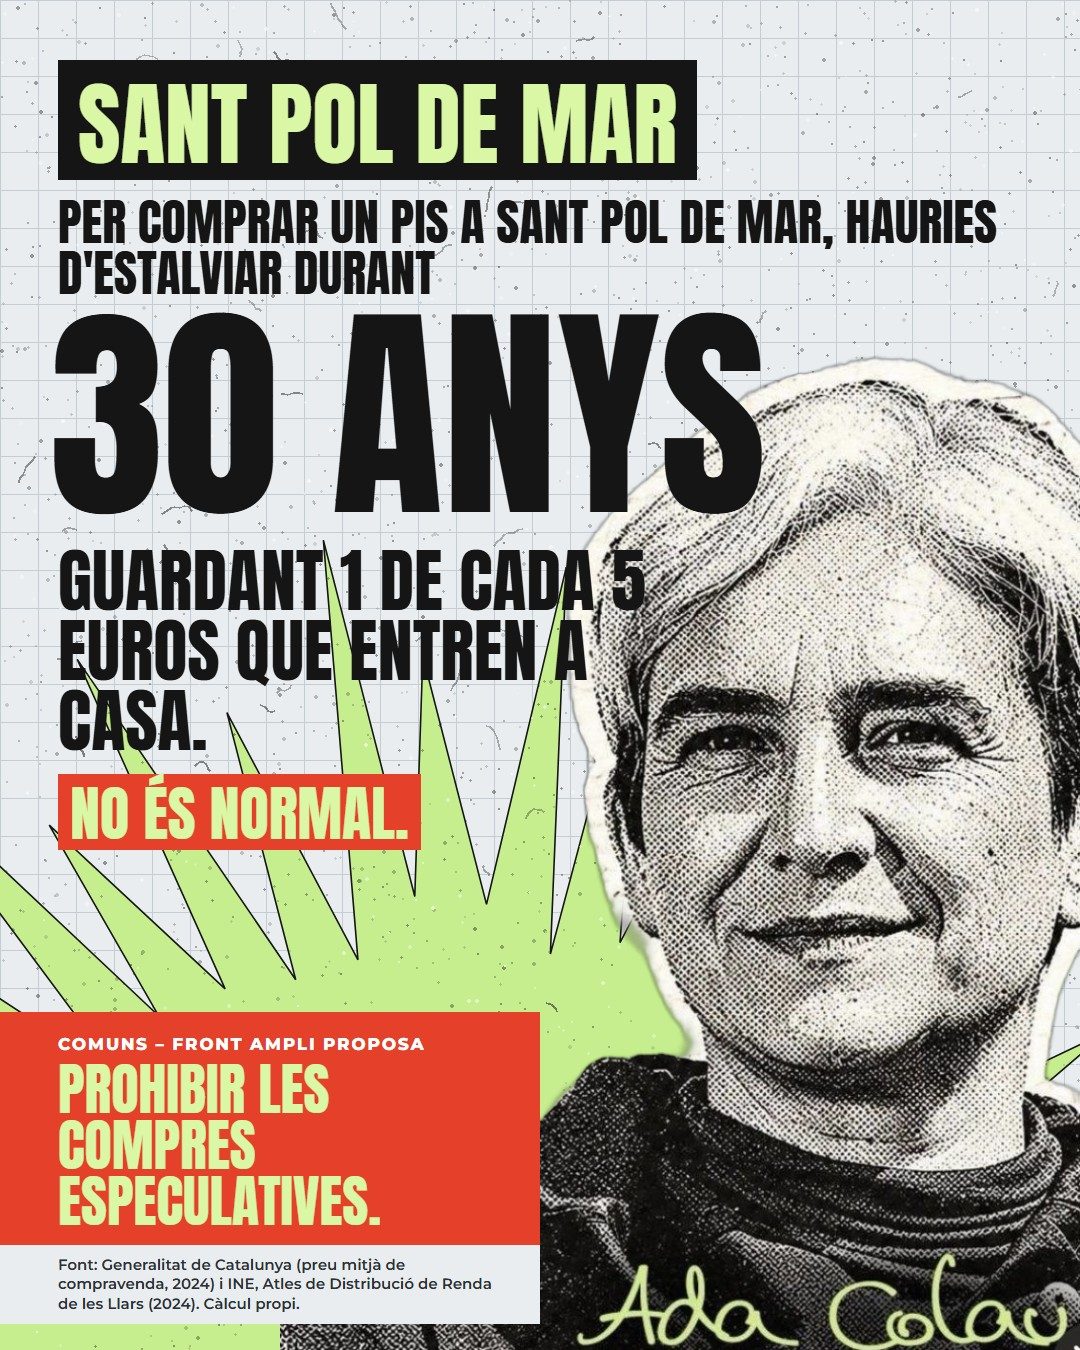 SANT POL DE MAR
PER COMPRAR UN PIS A SANT POL DE MAR, HAURIES
D'ESTALVIAR DURANT
30 ANYS
GUARDANT 1 DE CADA 5
EUROS QUE ENTREN A
CASA.
NO ÉS NORMAL.
COMUNS – FRONT AMPLI PROPOSA
PROHIBIR LES
COMPRES
ESPECULATIVES.
Font: Generalitat de Catalunya (preu mitjà de
compravenda, 2024) i INE, Atles de Distribució de Renda
de les Llars (2024). Càlcul propi.
Ada Colau